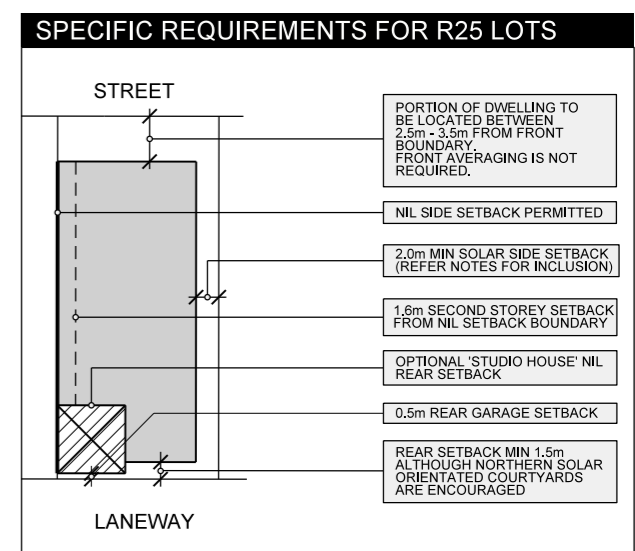 SPECIFIC REQUIREMENTS FOR R25 LOTS
STREET
PORTION OF DWELLING TO
BE LOCATED BETWEEN
2.5m - 3.5m FROM FRONT
BOUNDARY.
FRONT AVERAGING IS NOT
REQUIRED.
NIL SIDE SETBACK PERMITTED
2.0m MIN SOLAR SIDE SETBACK
(REFER NOTES FOR INCLUSION)
1.6m SECOND STOREY SETBACK
FROM NIL SETBACK BOUNDARY
OPTIONAL 'STUDIO HOUSE' NIL
REAR SETBACK
0.5m REAR GARAGE SETBACK
REAR SETBACK MIN 1.5m
ALTHOUGH NORTHERN SOLAR
ORIENTATED COURTYARDS
ARE ENCOURAGED
LANEWAY